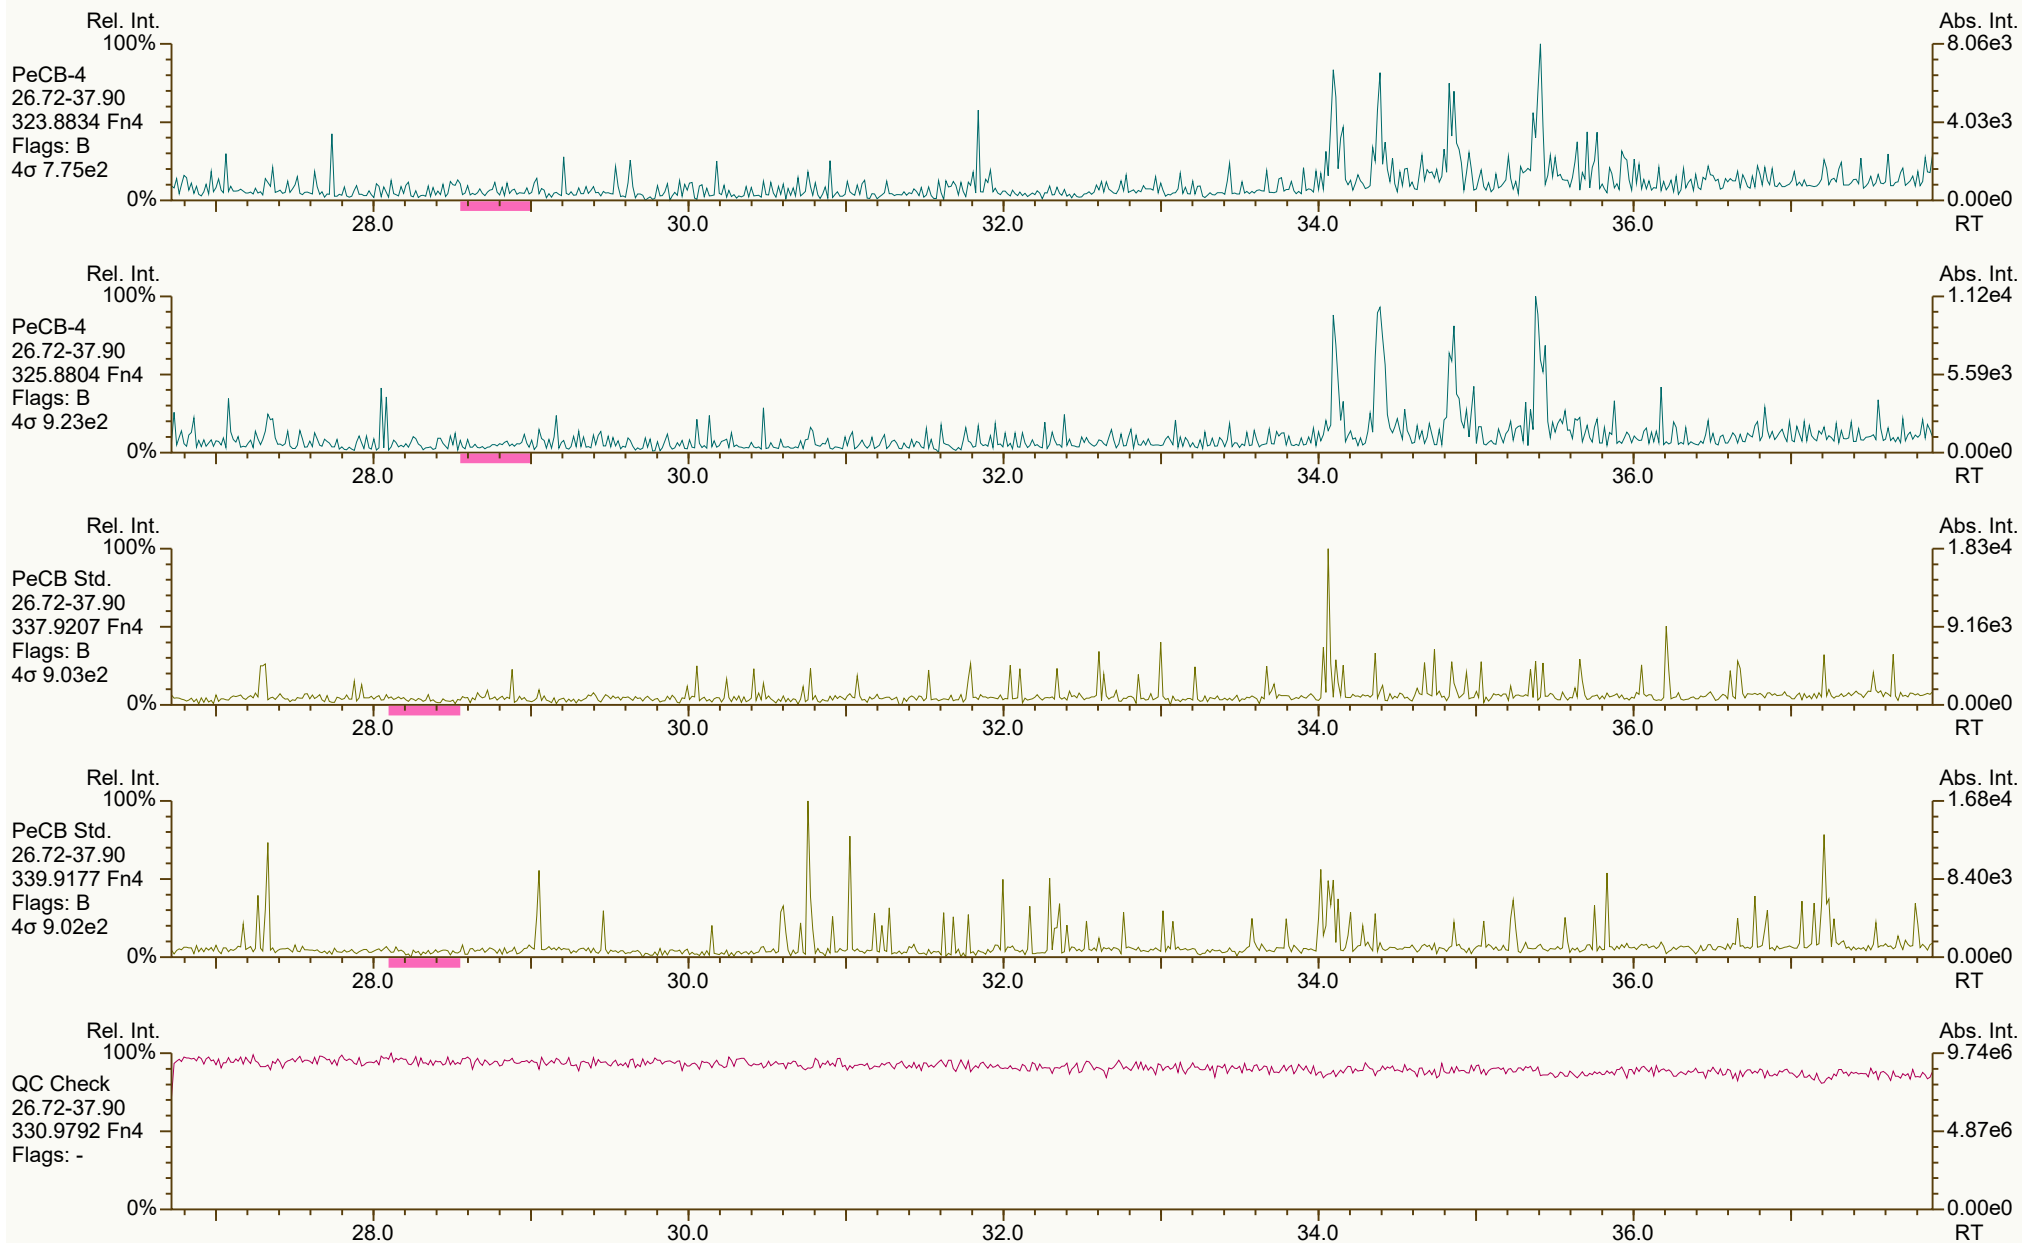 Rel. Int.
Abs. Int.
100%
8.06e3
PeCB-4
26.72-37.90
323.8834 Fn4
4.03e3
Flags: B
4σ 7.75e2
0%
0.00e0
28.0
30.0
32.0
34.0
36.0
RT
Rel. Int.
Abs. Int.
100%
1.12e4
PeCB-4
26.72-37.90
325.8804 Fn4
5.59e3
Flags: B
4σ 9.23e2
0%
0.00e0
28.0
30.0
32.0
34.0
36.0
RT
Rel. Int.
Abs. Int.
100%
1.83e4
PeCB Std.
26.72-37.90
337.9207 Fn4
9.16e3
Flags: B
4σ 9.03e2
0%
0.00e0
28.0
30.0
32.0
34.0
36.0
RT
Rel. Int.
Abs. Int.
100%
1.68e4
PeCB Std.
26.72-37.90
339.9177 Fn4
8.40e3
Flags: B
4σ 9.02e2
0%
0.00e0
28.0
30.0
32.0
34.0
36.0
RT
Rel. Int.
Abs. Int.
100%
9.74e6
QC Check
26.72-37.90
330.9792 Fn4
4.87e6
Flags: -
0%
0.00e0
28.0
30.0
32.0
34.0
36.0
RT